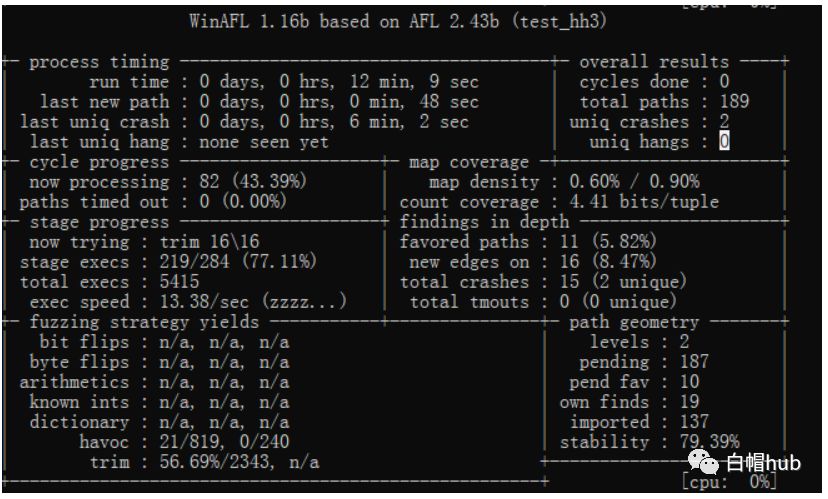 [cpu: 0%]
WinAFL 1.16b based on AFL 2.43b (test_hh3)
+- process timing -------------------------------------+- overall results ----+
run time : 0 days, 0 hrs, 12 min, 9 sec | cycles done : 0
last new path : 0 days, 0 hrs, 0 min, 48 sec | total paths : 189
last uniq crash : 0 days, 0 hrs, 6 min, 2 sec | uniq crashes : 2
last uniq hang : none seen yet | uniq hangs : 0
+- cycle progress --------------------+- map coverage -+----------------------+
now processing : 82 (43.39%) | map density : 0.60% / 0.90%
paths timed out : 0 (0.00%) | count coverage : 4.41 bits/tuple
+- stage progress --------------------+ findings in depth --------------------+
now trying : trim 16\16 | favored paths : 11 (5.82%)
stage execs : 219/284 (77.11%) | new edges on : 16 (8.47%)
total execs : 5415 | total crashes : 15 (2 unique)
exec speed : 13.38/sec (zzzz...) | total tmouts : 0 (0 unique)
+- fuzzing strategy yields -----------+---------------+- path geometry -------+
bit flips : n/a, n/a, n/a | levels : 2
byte flips : n/a, n/a, n/a | pending : 187
arithmetics : n/a, n/a, n/a | pend fav : 10
known ints : n/a, n/a, n/a | own finds : 19
dictionary : n/a, n/a, n/a | imported : 137
havoc : 21/819, 0/240 | stability : 79.39%
trim : 56.69%/2343, n/a
白帽hub
[cpu: 0%]